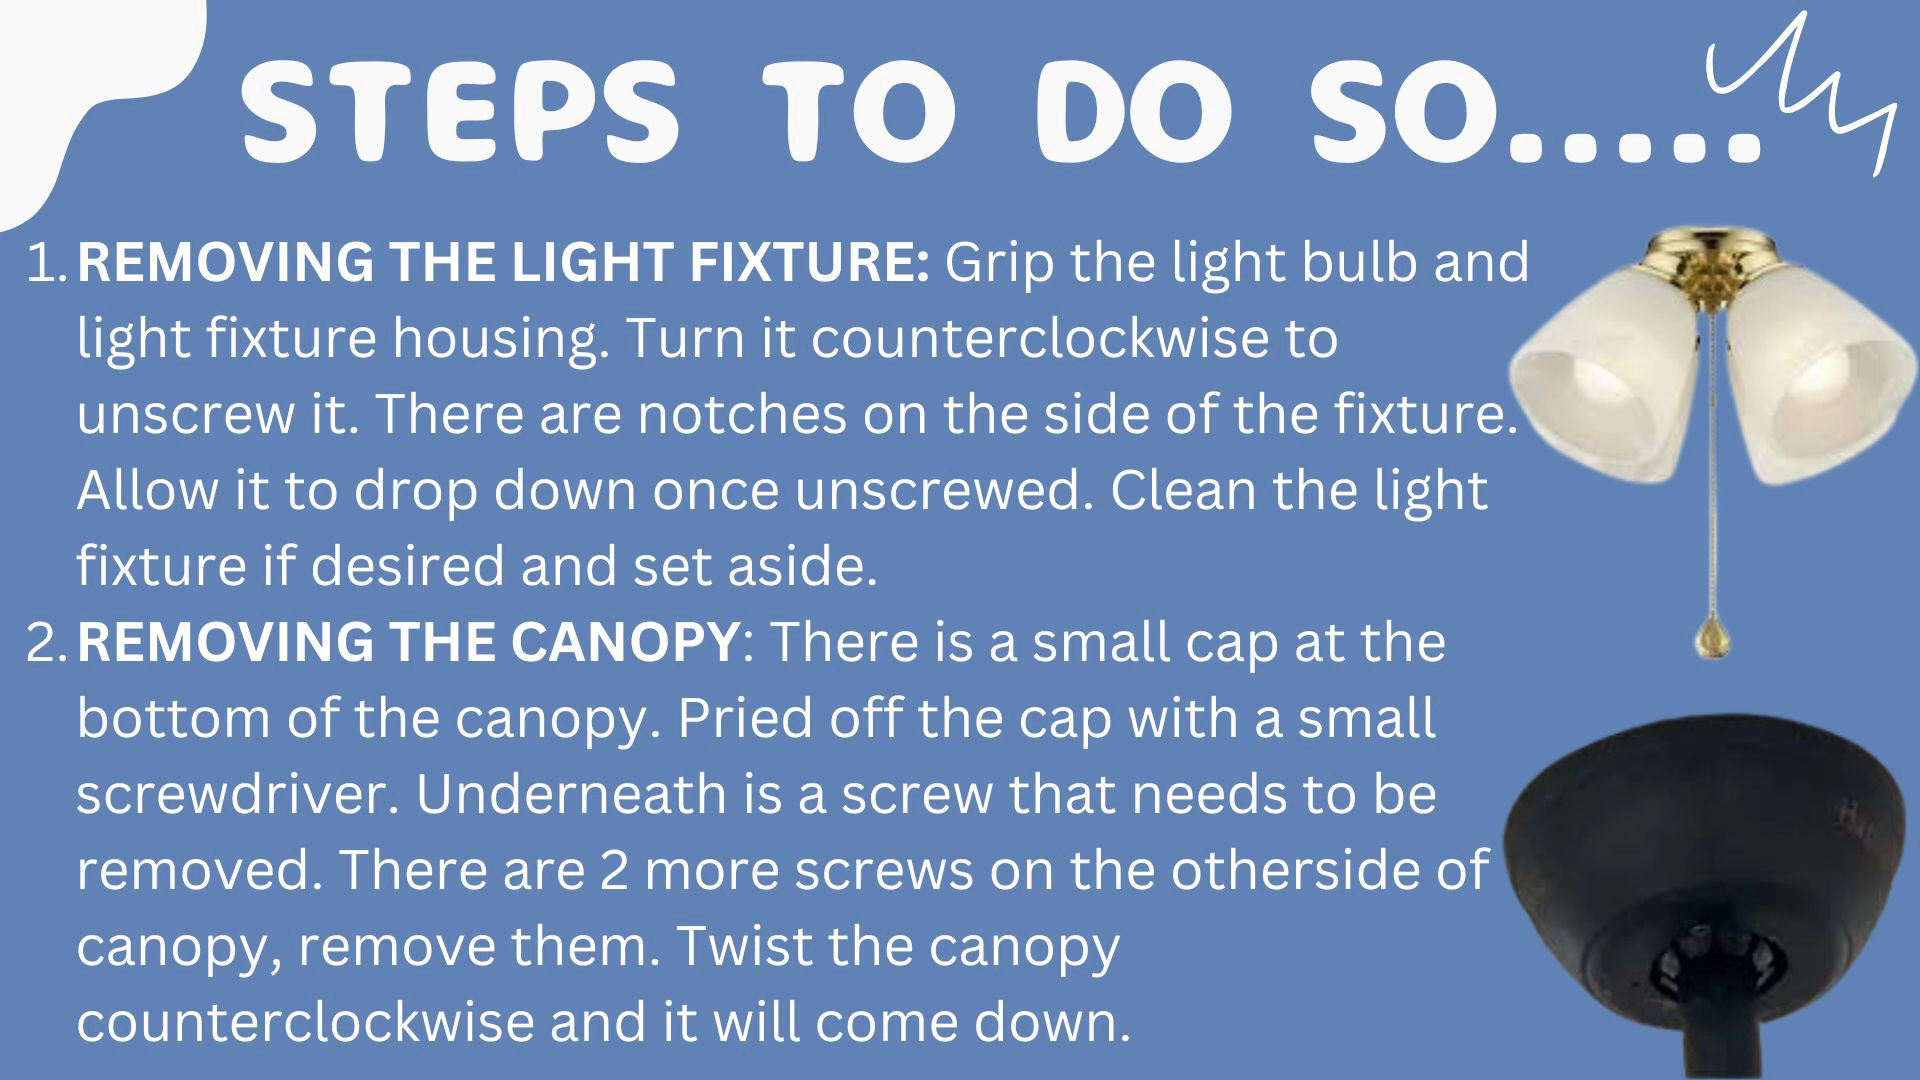 STEPS TO DO SO.....
1. REMOVING THE LIGHT FIXTURE: Grip the light bulb and
light fixture housing. Turn it counterclockwise to
unscrew it. There are notches on the side of the fixture.
Allow it to drop down once unscrewed. Clean the light
fixture if desired and set aside.
2. REMOVING THE CANOPY: There is a small cap at the
bottom of the canopy. Pried off the cap with a small
screwdriver. Underneath is a screw that needs to be
removed. There are 2 more screws on the otherside of
canopy, remove them. Twist the canopy
counterclockwise and it will come down.